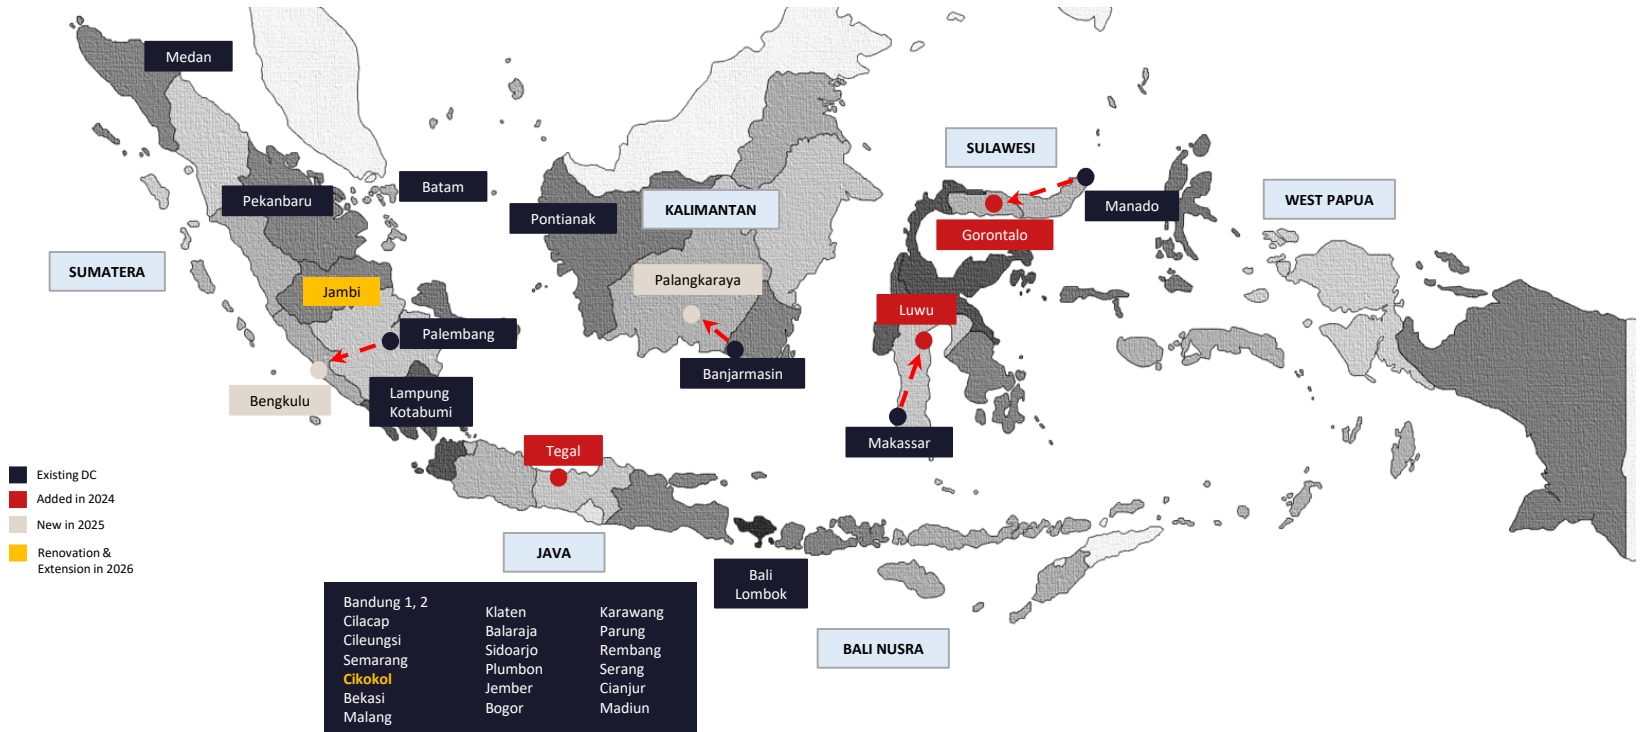 Medan
Batam
Pekanbaru
SUMATERA
Jambi
Palembang
Bengkulu
Lampung
Kotabumi
Pontianak
KALIMANTAN
Palangkaraya
Banjarmasin
SULAWESI
Manado
Gorontalo
Luwu
Makassar
WEST PAPUA
Tegal
JAVA
Existing DC
Added in 2024
New in 2025
Renovation &
Extension in 2026
Bandung 1, 2
Cilacap
Cileungsi
Semarang
Cikokol
Bekasi
Malang
Klaten
Balaraja
Sidoarjo
Plumbon
Jember
Bogor
Karawang
Parung
Rembang
Serang
Cianjur
Madiun
Bali
Lombok
BALI NUSRA